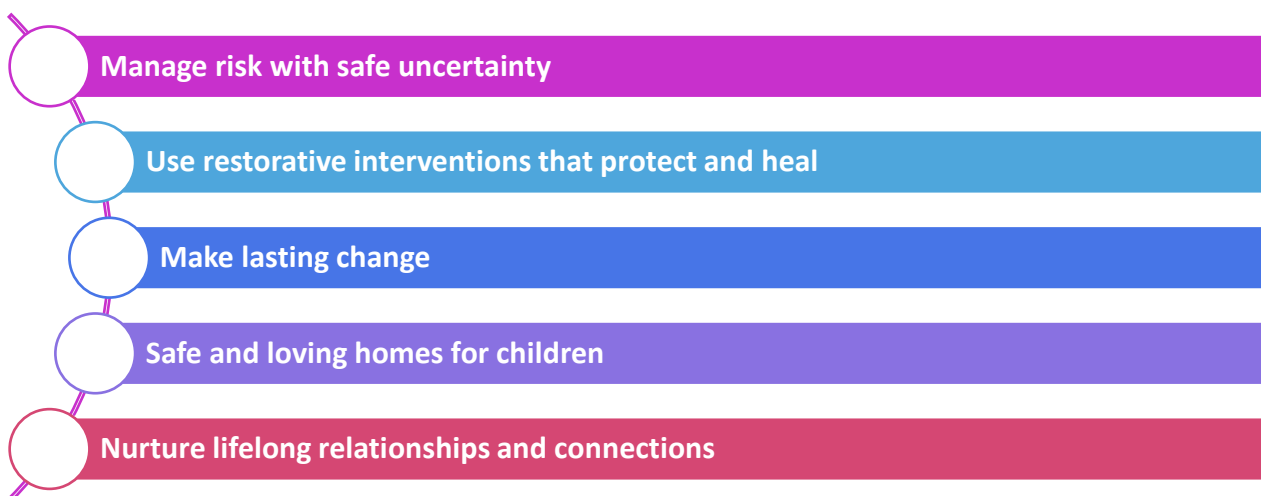 Manage risk with safe uncertainty
Use restorative interventions that protect and heal
Make lasting change
Safe and loving homes for children
Nurture lifelong relationships and connections